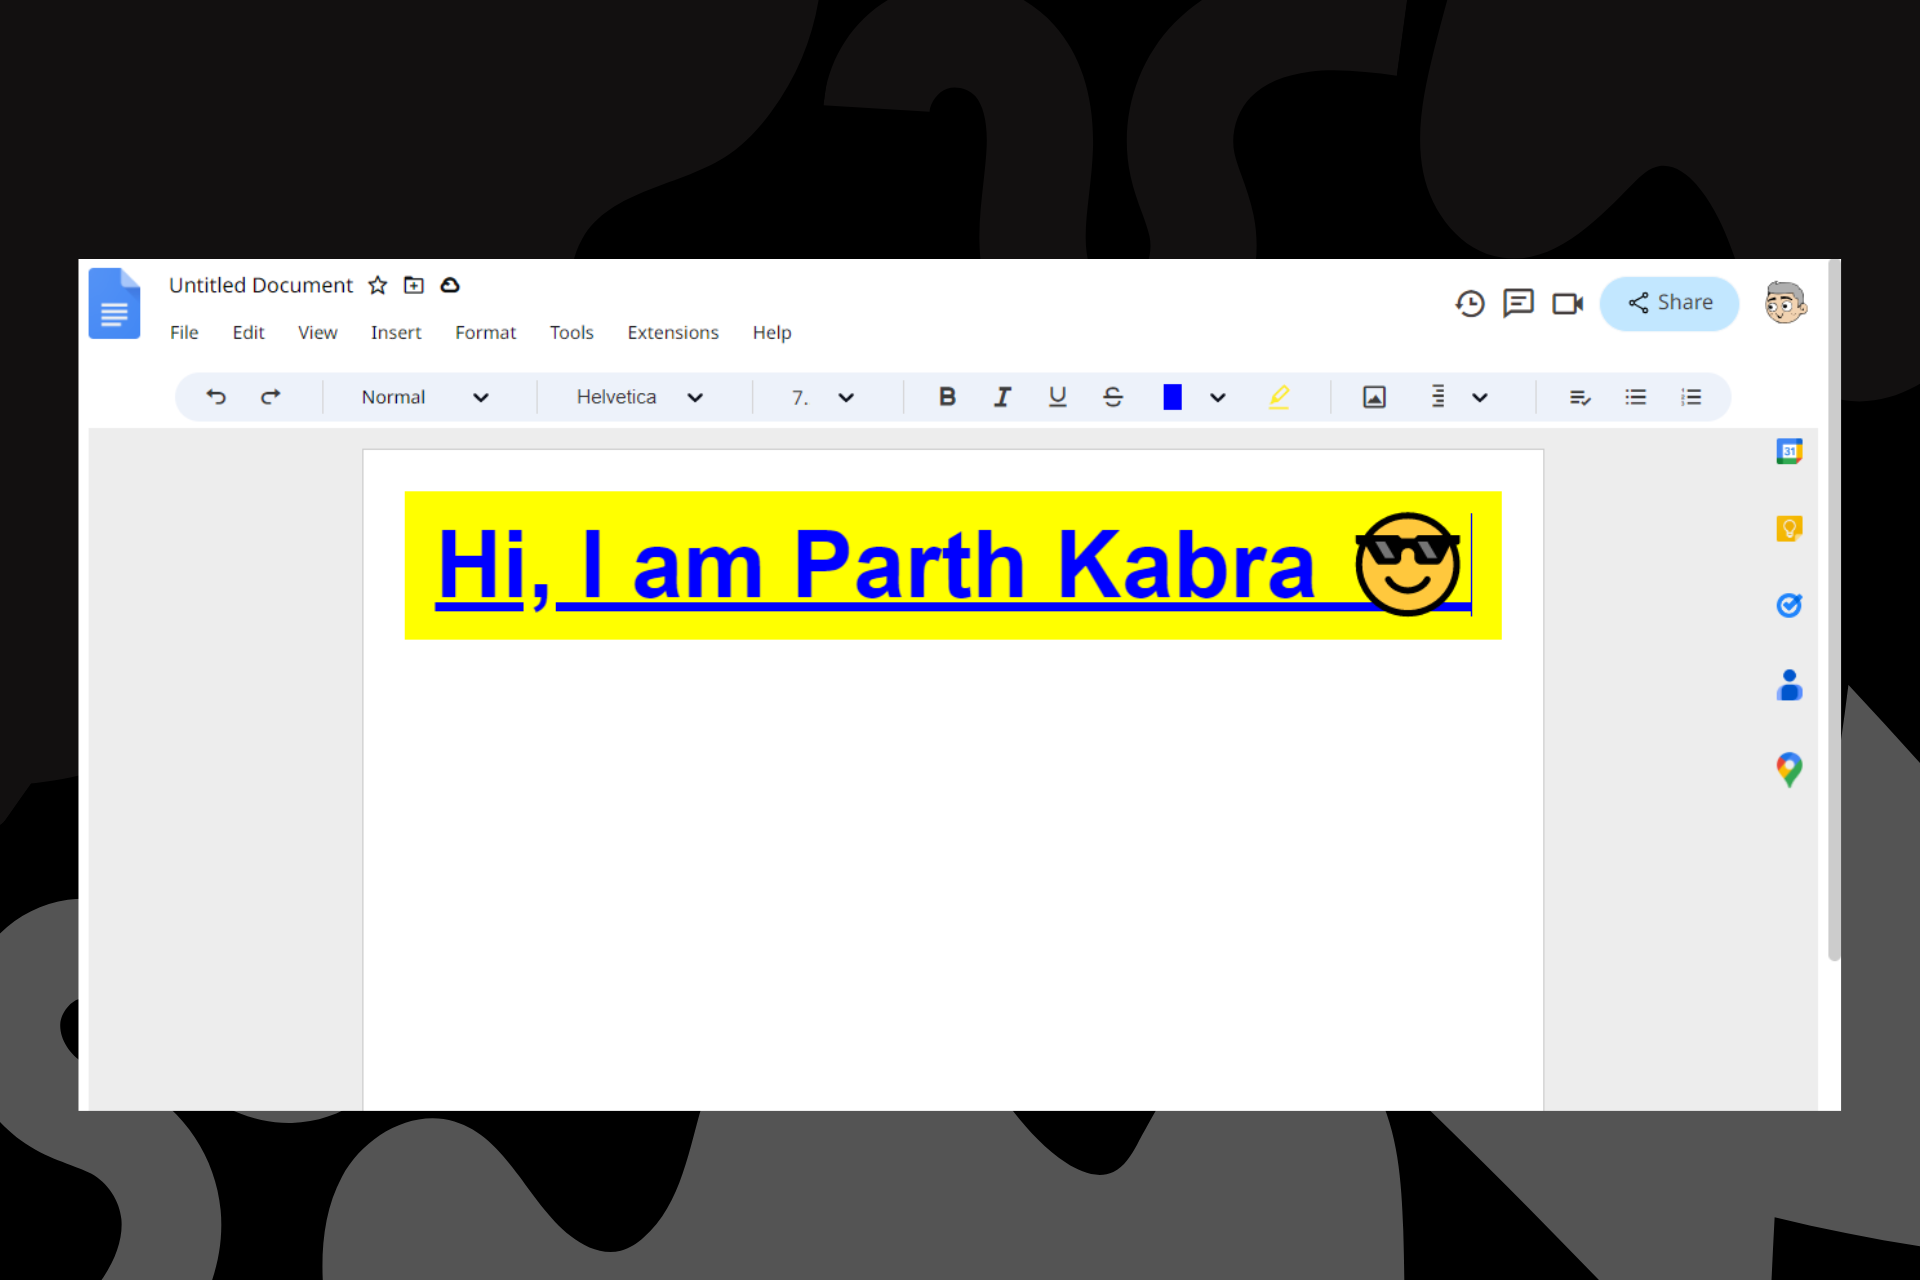 Untitled Document
File Edit View Insert Format Tools Extensions Help
Share
Normal Helvetica 7. B I U S
31
Hi, I am Parth Kabra 😎